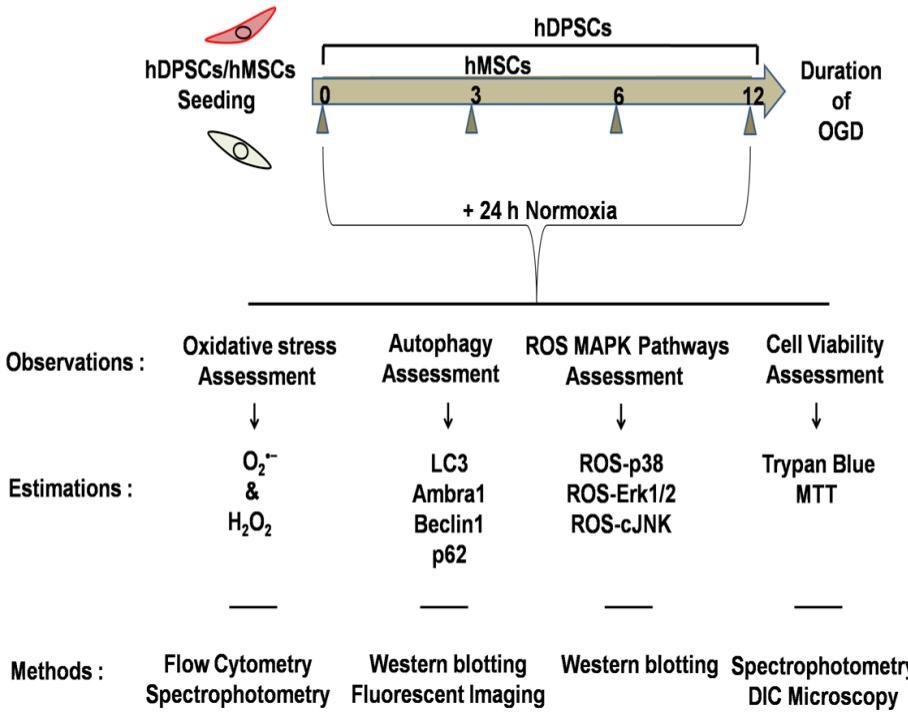 hDPSCs
hDPSCs/hMSCs
Seeding
hMSCs
0 3 6 12
Duration
of
OGD
+ 24 h Normoxia
Observations :
Oxidative stress
Assessment
Autophagy
Assessment
ROS MAPK Pathways
Assessment
Cell Viability
Assessment
Estimations :
O₂•−
&
H₂O₂
LC3
Ambra1
Beclin1
p62
ROS-p38
ROS-Erk1/2
ROS-cJNK
Trypan Blue
MTT
Methods :
Flow Cytometry
Spectrophotometry
Western blotting
Fluorescent Imaging
Western blotting
Spectrophotometry
DIC Microscopy